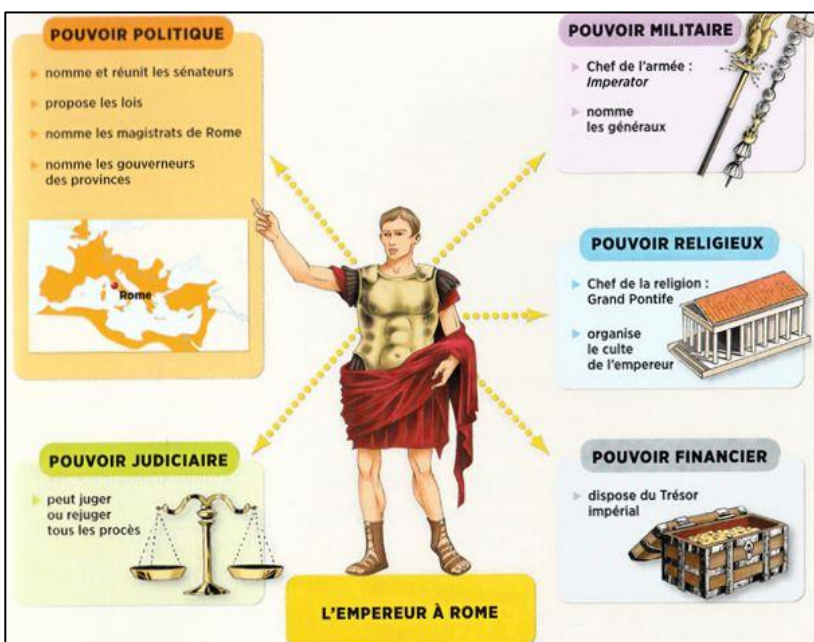 POUVOIR POLITIQUE
nomme et réunit les sénateurs
propose les lois
nomme les magistrats de Rome
nomme les gouverneurs
des provinces
Rome
POUVOIR MILITAIRE
Chef de l'armée :
Imperator
nomme
les généraux
POUVOIR RELIGIEUX
Chef de la religion :
Grand Pontife
organise
le culte
de l'empereur
POUVOIR JUDICIAIRE
peut juger
ou rejuger
tous les procès
POUVOIR FINANCIER
dispose du Trésor
impérial
L'EMPEREUR À ROME